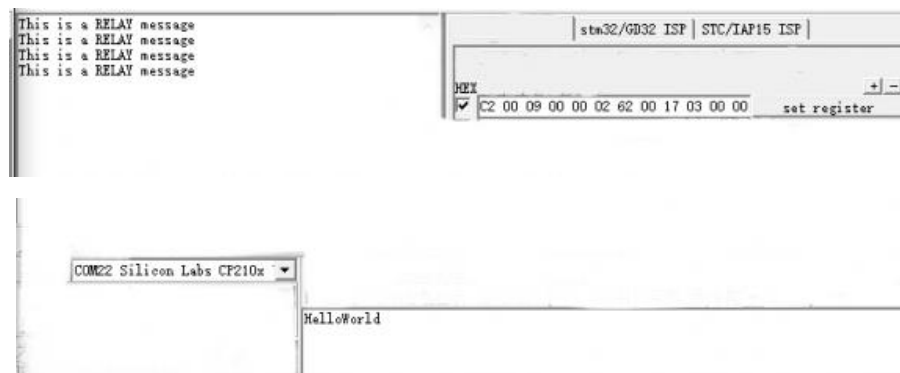 This is a RELAY message
This is a RELAY message
This is a RELAY message
This is a RELAY message
stm32/GD32 ISP
STC/IAP15 ISP
HEX
+
-
C2 00 09 00 00 02 62 00 17 03 00 00
set register
COM22 Silicon Labs CP210x
HelloWorld